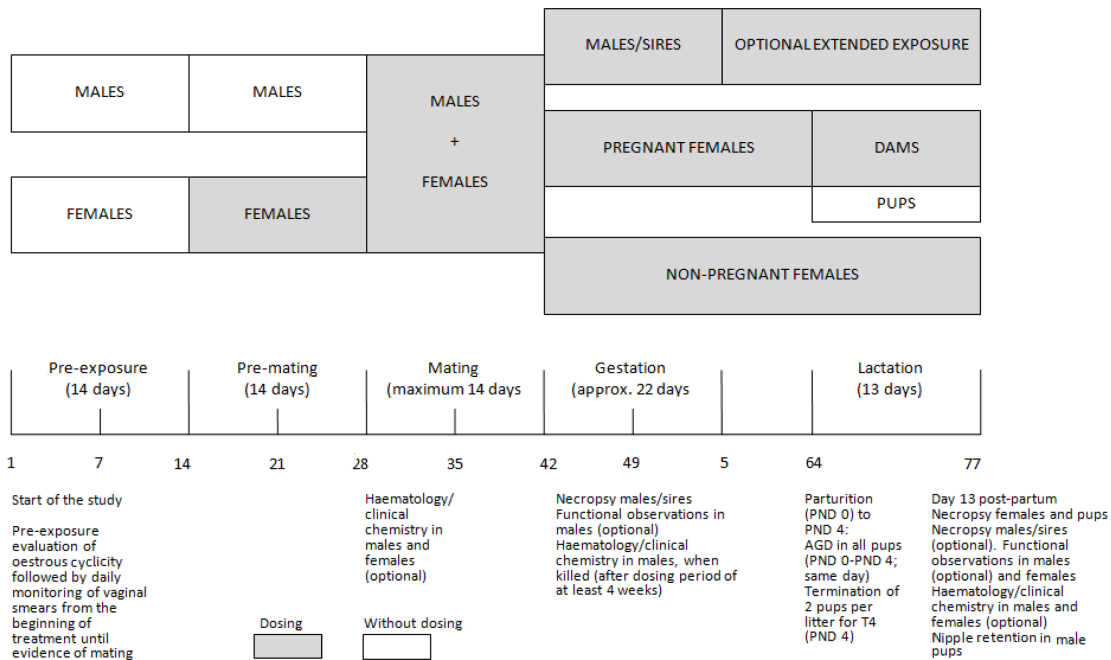 MALES/SIRES
OPTIONAL EXTENDED EXPOSURE
MALES
MALES
MALES
+
FEMALES
PREGNANT FEMALES
DAMS
PUPS
FEMALES
FEMALES
NON-PREGNANT FEMALES
Pre-exposure
(14 days)
Pre-mating
(14 days)
Mating
(maximum 14 days
Gestation
(approx. 22 days
Lactation
(13 days)
1
7
14
21
28
35
42
49
5
64
77
Start of the study
Pre-exposure
evaluation of
oestrous cyclicity
followed by daily
monitoring of vaginal
smears from the
beginning of
treatment until
evidence of mating
Haematology/
clinical
chemistry in
males and
females
(optional)
Necropsy males/sires
Functional observations in
males (optional)
Haematology/clinical
chemistry in males, when
killed (after dosing period of
at least 4 weeks)
Parturition
(PND 0) to
PND 4:
AGD in all pups
(PND 0-PND 4;
same day)
Termination of
2 pups per
litter for T4
(PND 4)
Day 13 post-partum
Necropsy females and pups
Necropsy males/sires
(optional). Functional
observations in males
(optional) and females
Haematology/clinical
chemistry in males and
females (optional)
Nipple retention in male
pups
Dosing
Without dosing